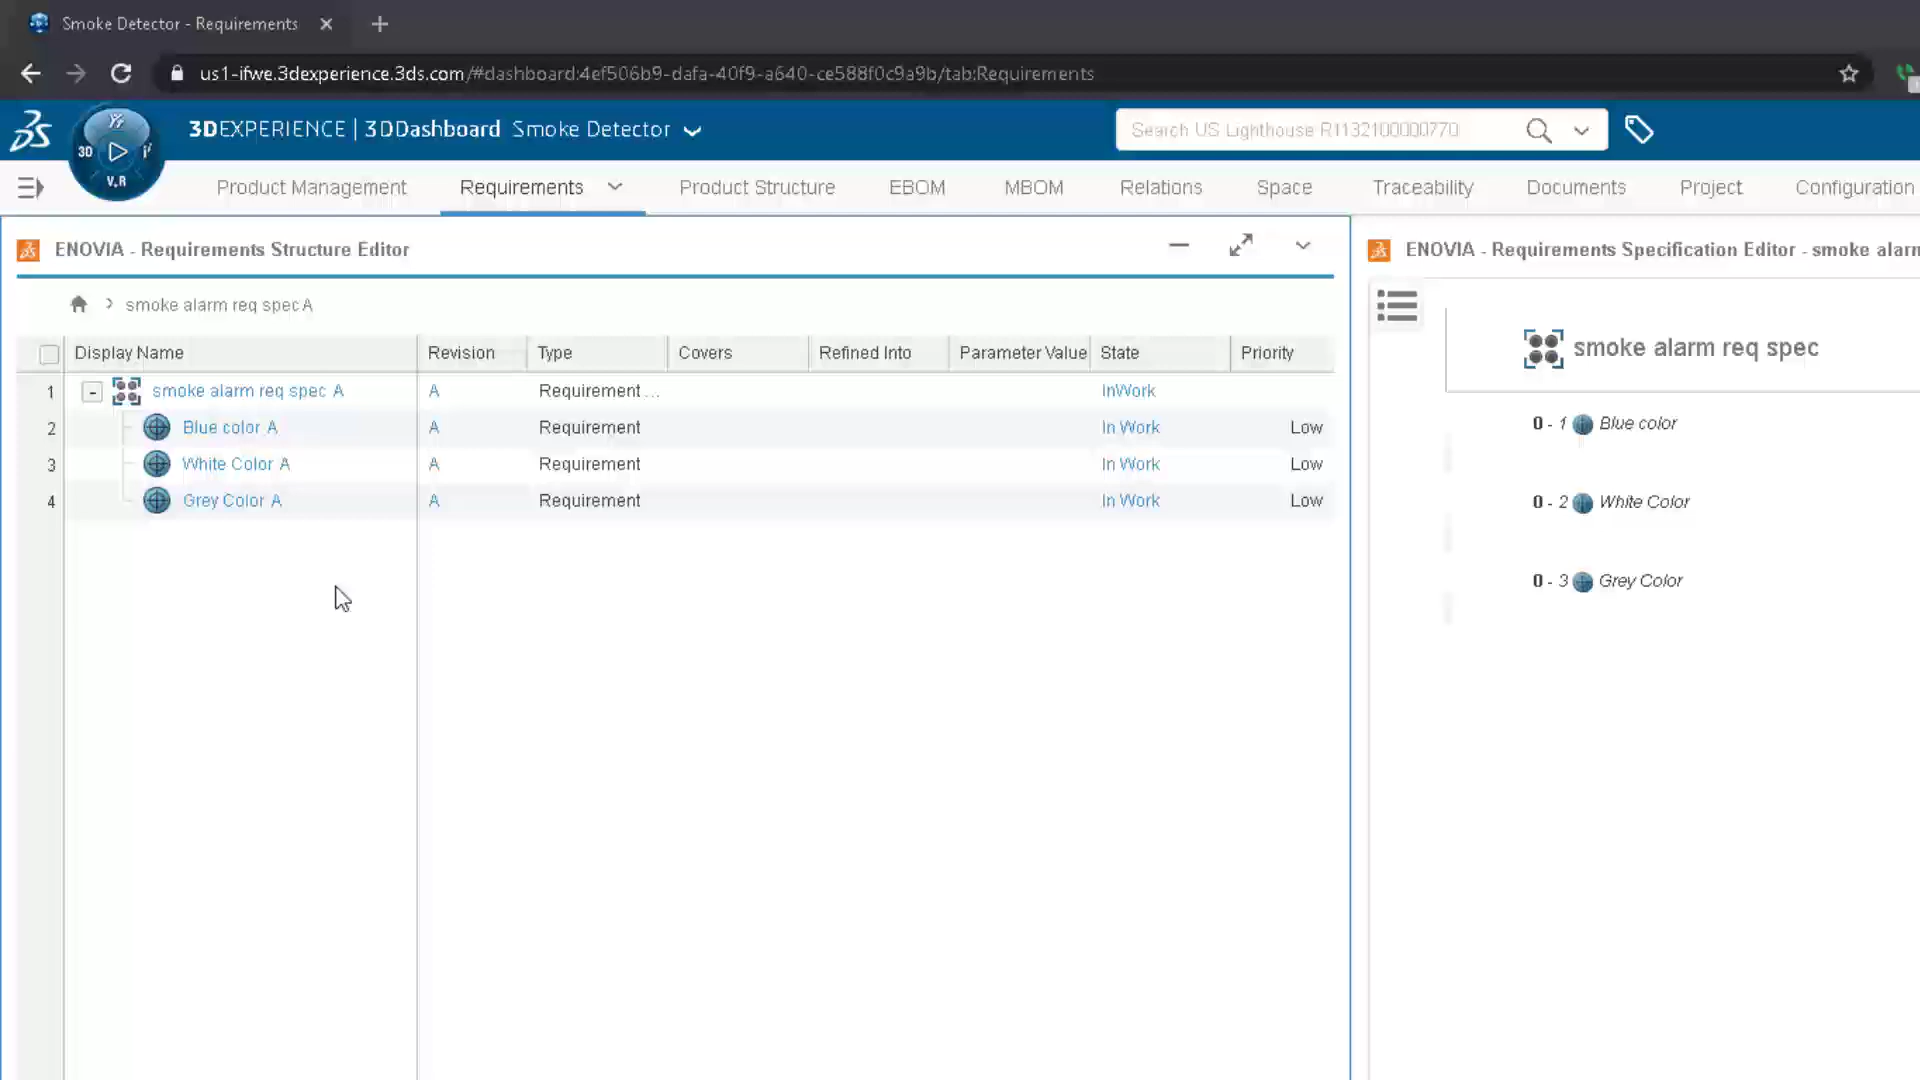 Smoke Detector - Requirements
us1-ifwe.3dexperience.3ds.com/#dashboard:4ef506b9-dafa-40f9-a640-ce588f0c9a9b/tab:Requirements
3DEXPERIENCE | 3DDashboard Smoke Detector
Search US Lighthouse R1132100000770
3D
V.R
Product Management Requirements Product Structure EBOM MBOM Relations Space Traceability Documents Project Configuration
ENOVIA - Requirements Structure Editor
smoke alarm req spec A
Display Name Revision Type Covers Refined Into Parameter Value State Priority
1 smoke alarm req spec A A Requirement ... InWork
2 Blue color A A Requirement In Work Low
3 White Color A A Requirement In Work Low
4 Grey Color A A Requirement In Work Low
ENOVIA - Requirements Specification Editor - smoke alarm
smoke alarm req spec
0 - 1 Blue color
0 - 2 White Color
0 - 3 Grey Color